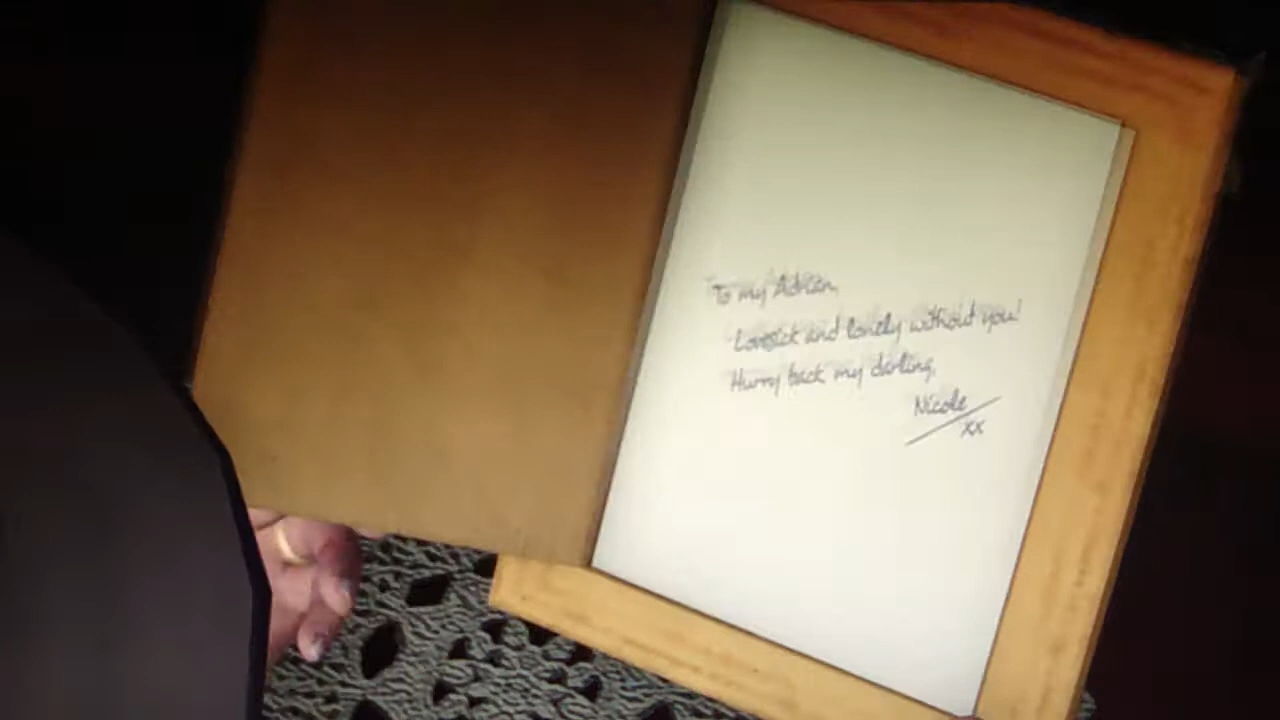 To my Adrian,
Lovesick and lonely without you!
Hurry back my darling,
Nicole
xx